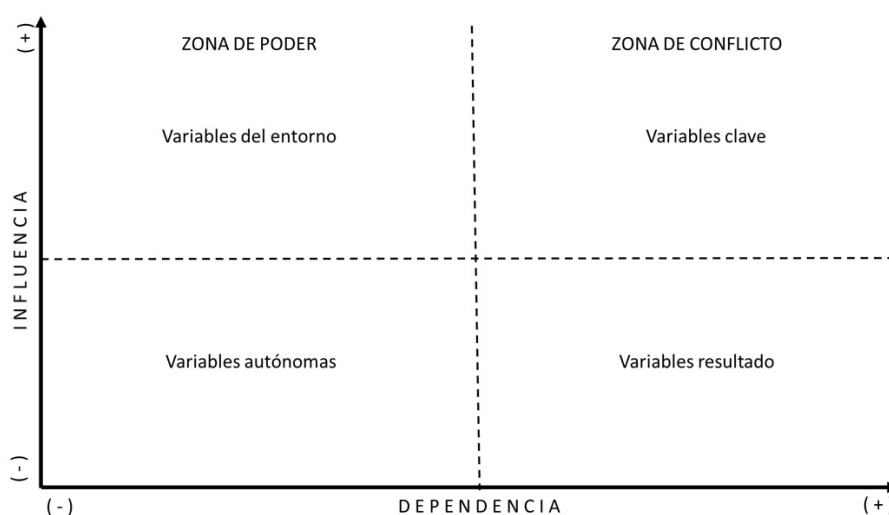 (+)
ZONA DE PODER
ZONA DE CONFLICTO
Variables del entorno
Variables clave
INFLUENCIA
Variables autónomas
Variables resultado
(-)
(-)
DEPENDENCIA
(+